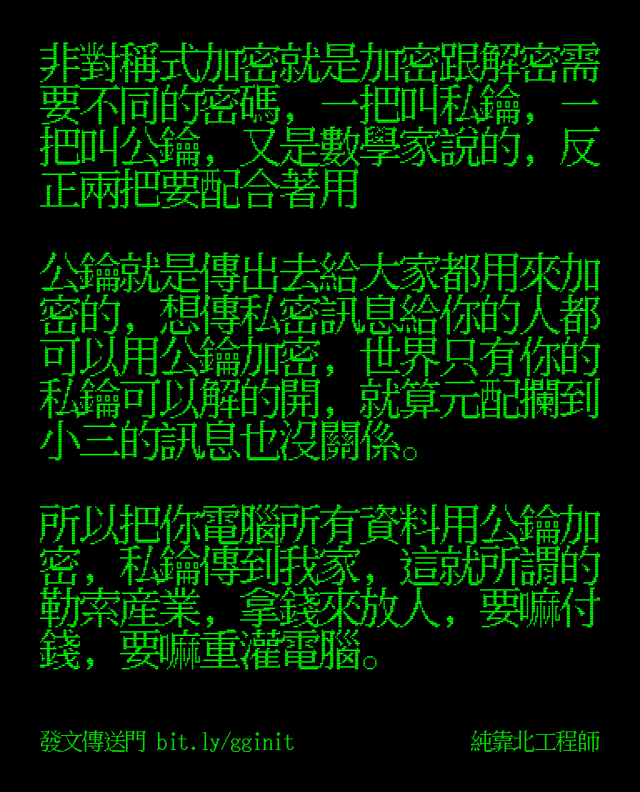 非對稱式加密就是加密跟解密需
要不同的密碼，一把叫私鑰，一
把叫公鑰，又是數學家說的，反
正兩把要配合著用
公鑰就是傳出去給大家都用來加
密的，想傳私密訊息給你的人都
可以用公鑰加密，世界只有你的
私鑰可以解的開，就算元配攔到
小三的訊息也沒關係。
所以把你電腦所有資料用公鑰加
密，私鑰傳到我家，這就所謂的
勒索産業，拿錢來放人，要嘛付
錢，要嘛重灌電腦。
發文傳送門 bit.ly/gginit
純靠北工程師